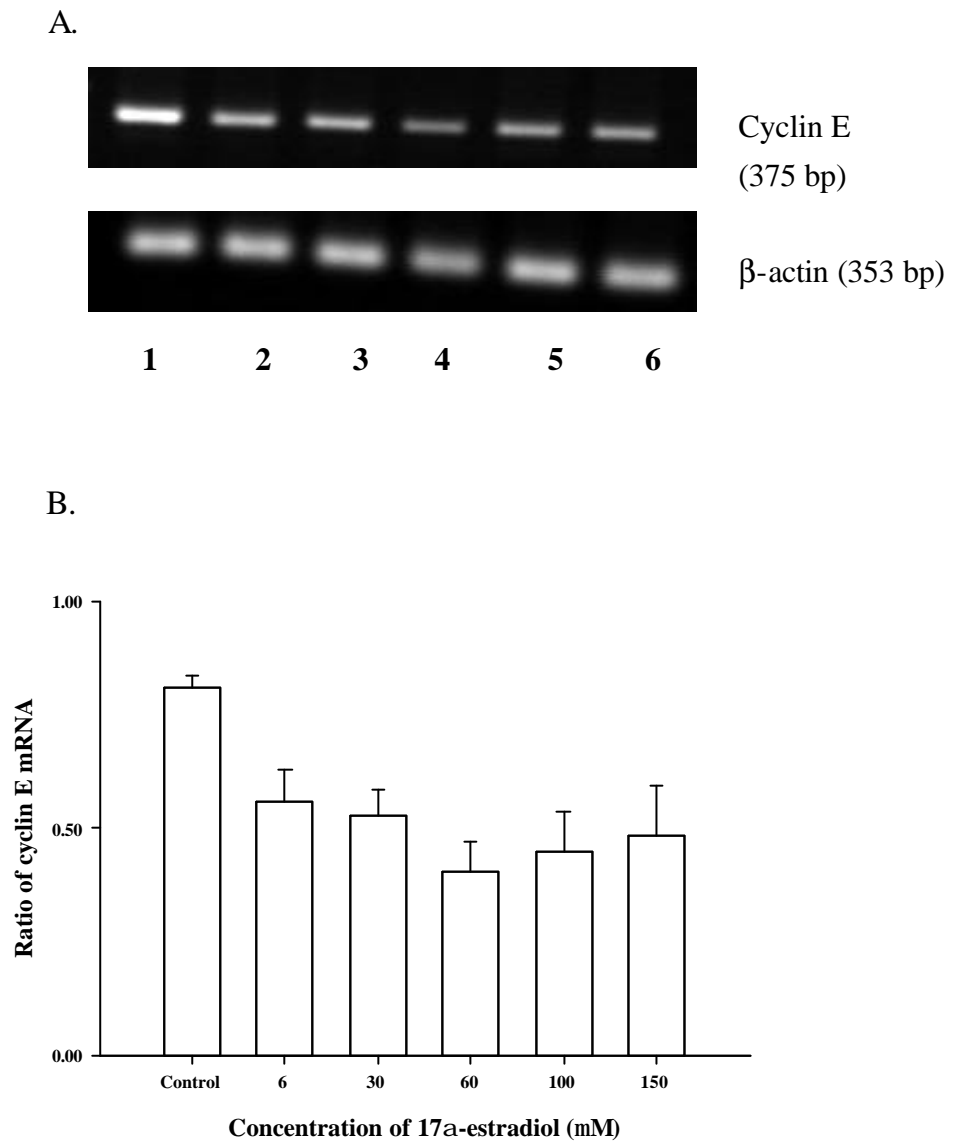 A.
Cyclin E
(375 bp)
β-actin (353 bp)
1 2 3 4 5 6
B.
1.00
0.50
0.00
Ratio of cyclin E mRNA
Control 6 30 60 100 150
Concentration of 17a-estradiol (mM)